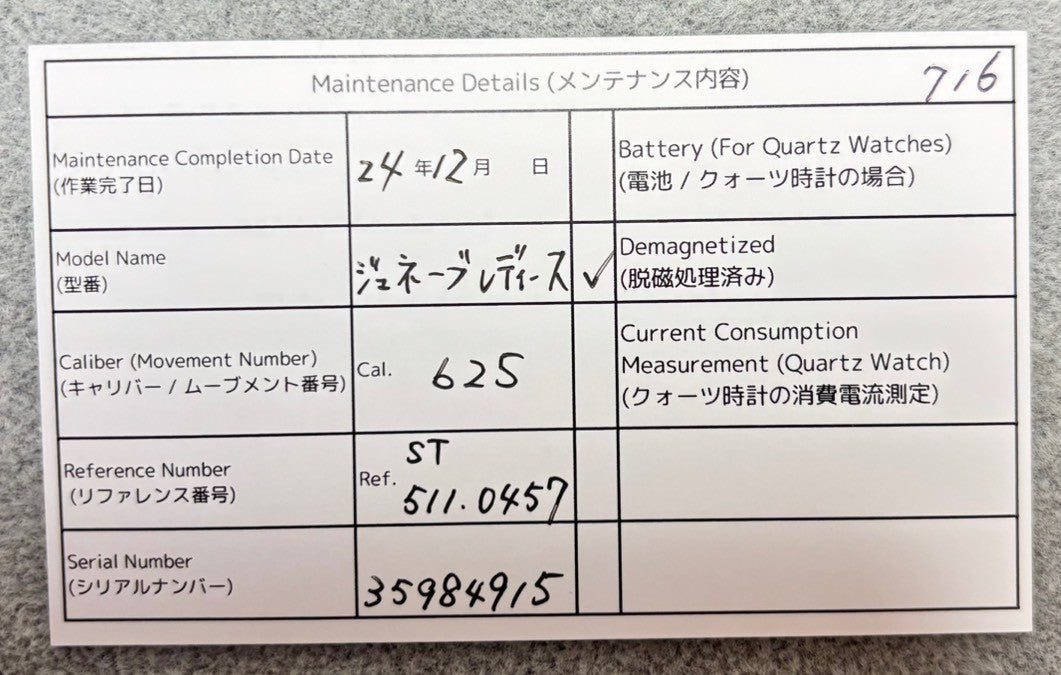 Maintenance Details (メンテナンス内容) 716
Maintenance Completion Date
(作業完了日)
24年12月 日
Battery (For Quartz Watches)
(電池 / クォーツ時計の場合)
Model Name
(型番)
ジュネーブレディース
✓
Demagnetized
(脱磁処理済み)
Caliber (Movement Number)
(キャリバー / ムーブメント番号)
Cal. 625
Current Consumption
Measurement (Quartz Watch)
(クォーツ時計の消費電流測定)
Reference Number
(リファレンス番号)
ST
Ref. 511.0457
Serial Number
(シリアルナンバー)
35984915